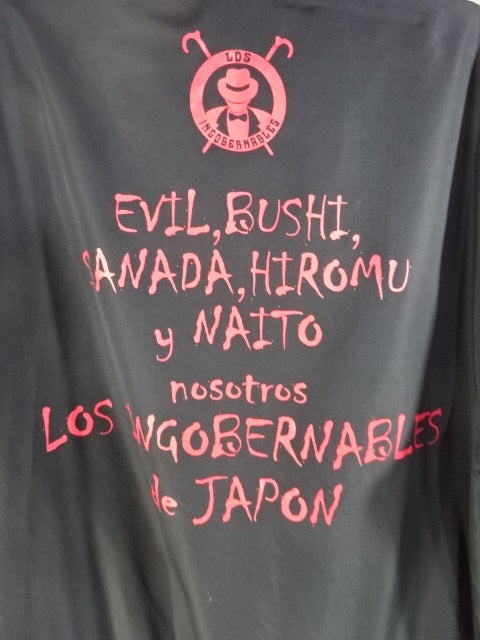 LOS
INGOBERNABLES
EVIL, BUSHI,
SANADA, HIROMU
y NAITO
nosotros
LOS INGOBERNABLES
de JAPON